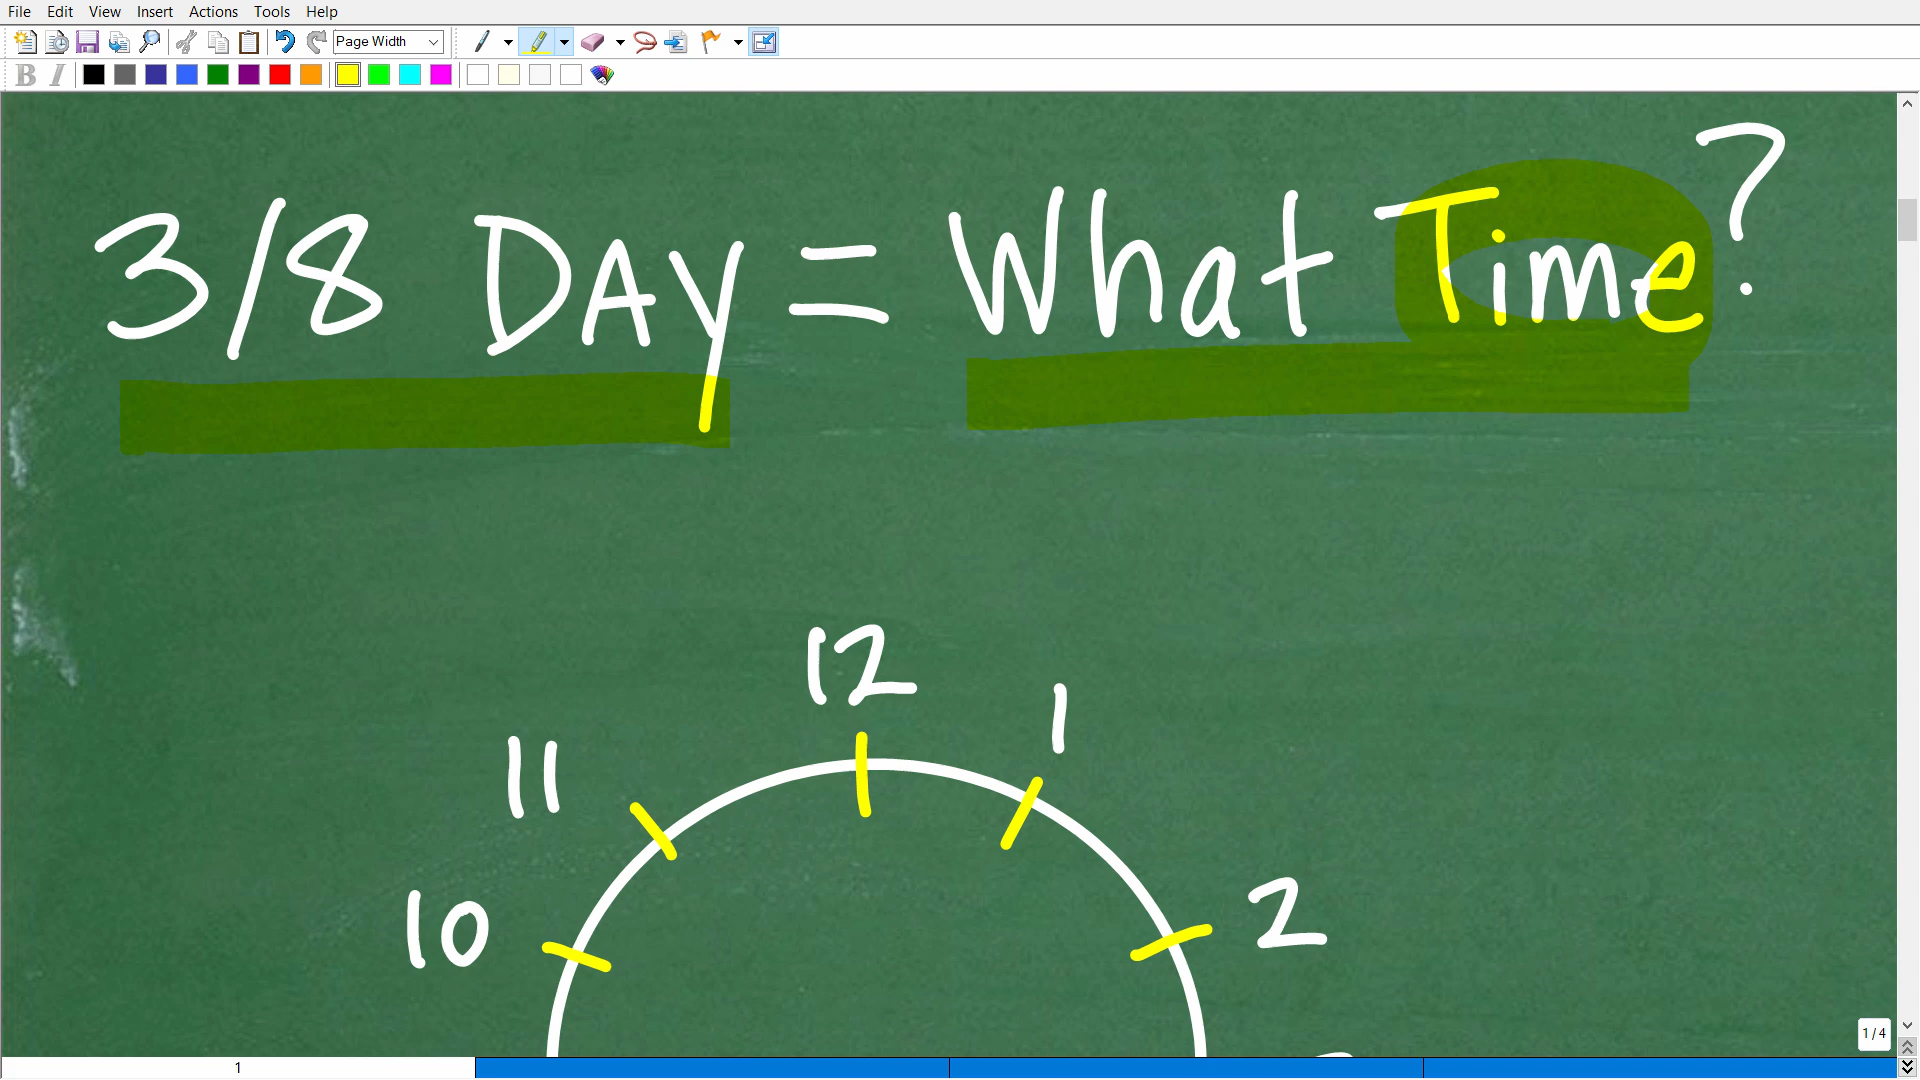 File Edit View Insert Actions Tools Help
Page Width
B I
3/8 DAy = What Time?
12
1
11
2
10
1/4
1